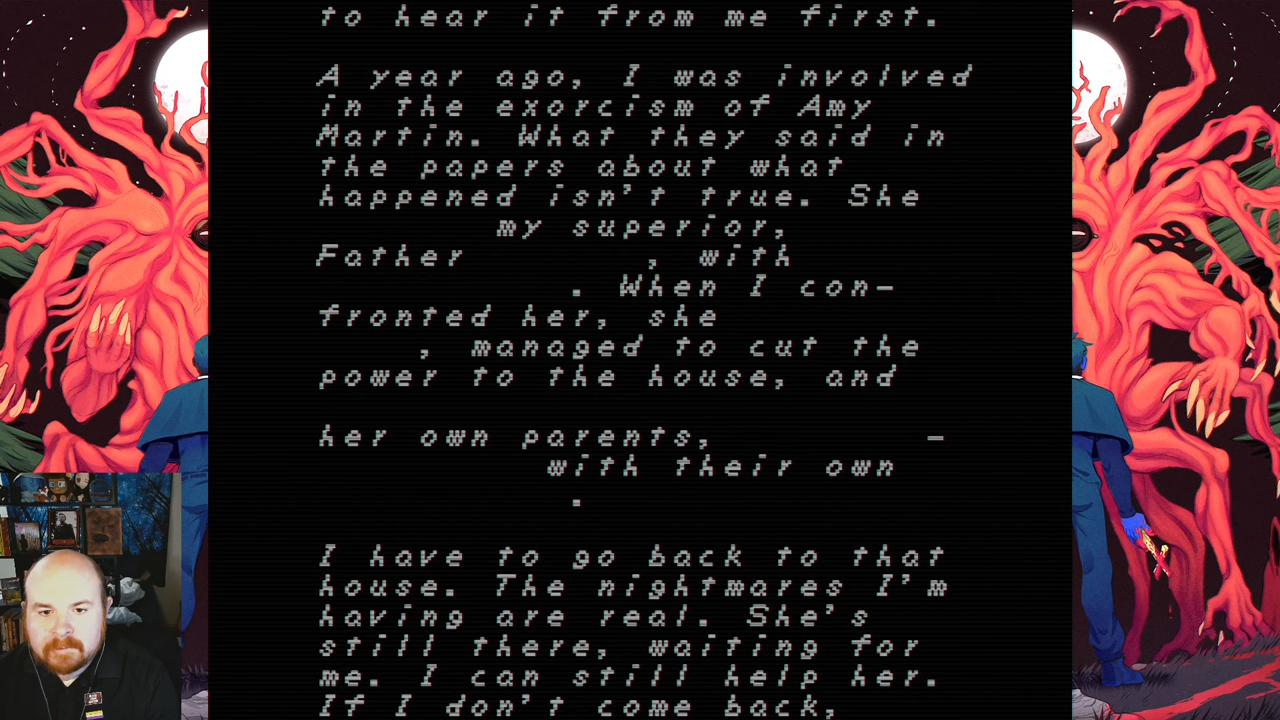 to hear it from me first.
A year ago, I was involved
in the exorcism of Amy
Martin. What they said in
the papers about what
happened isn't true. She
my superior,
Father , with
. When I con-
fronted her, she
, managed to cut the
power to the house, and
her own parents, -
with their own
.
I have to go back to that
house. The nightmares I'm
having are real. She's
still there, waiting for
me. I can still help her.
If I don't come back,